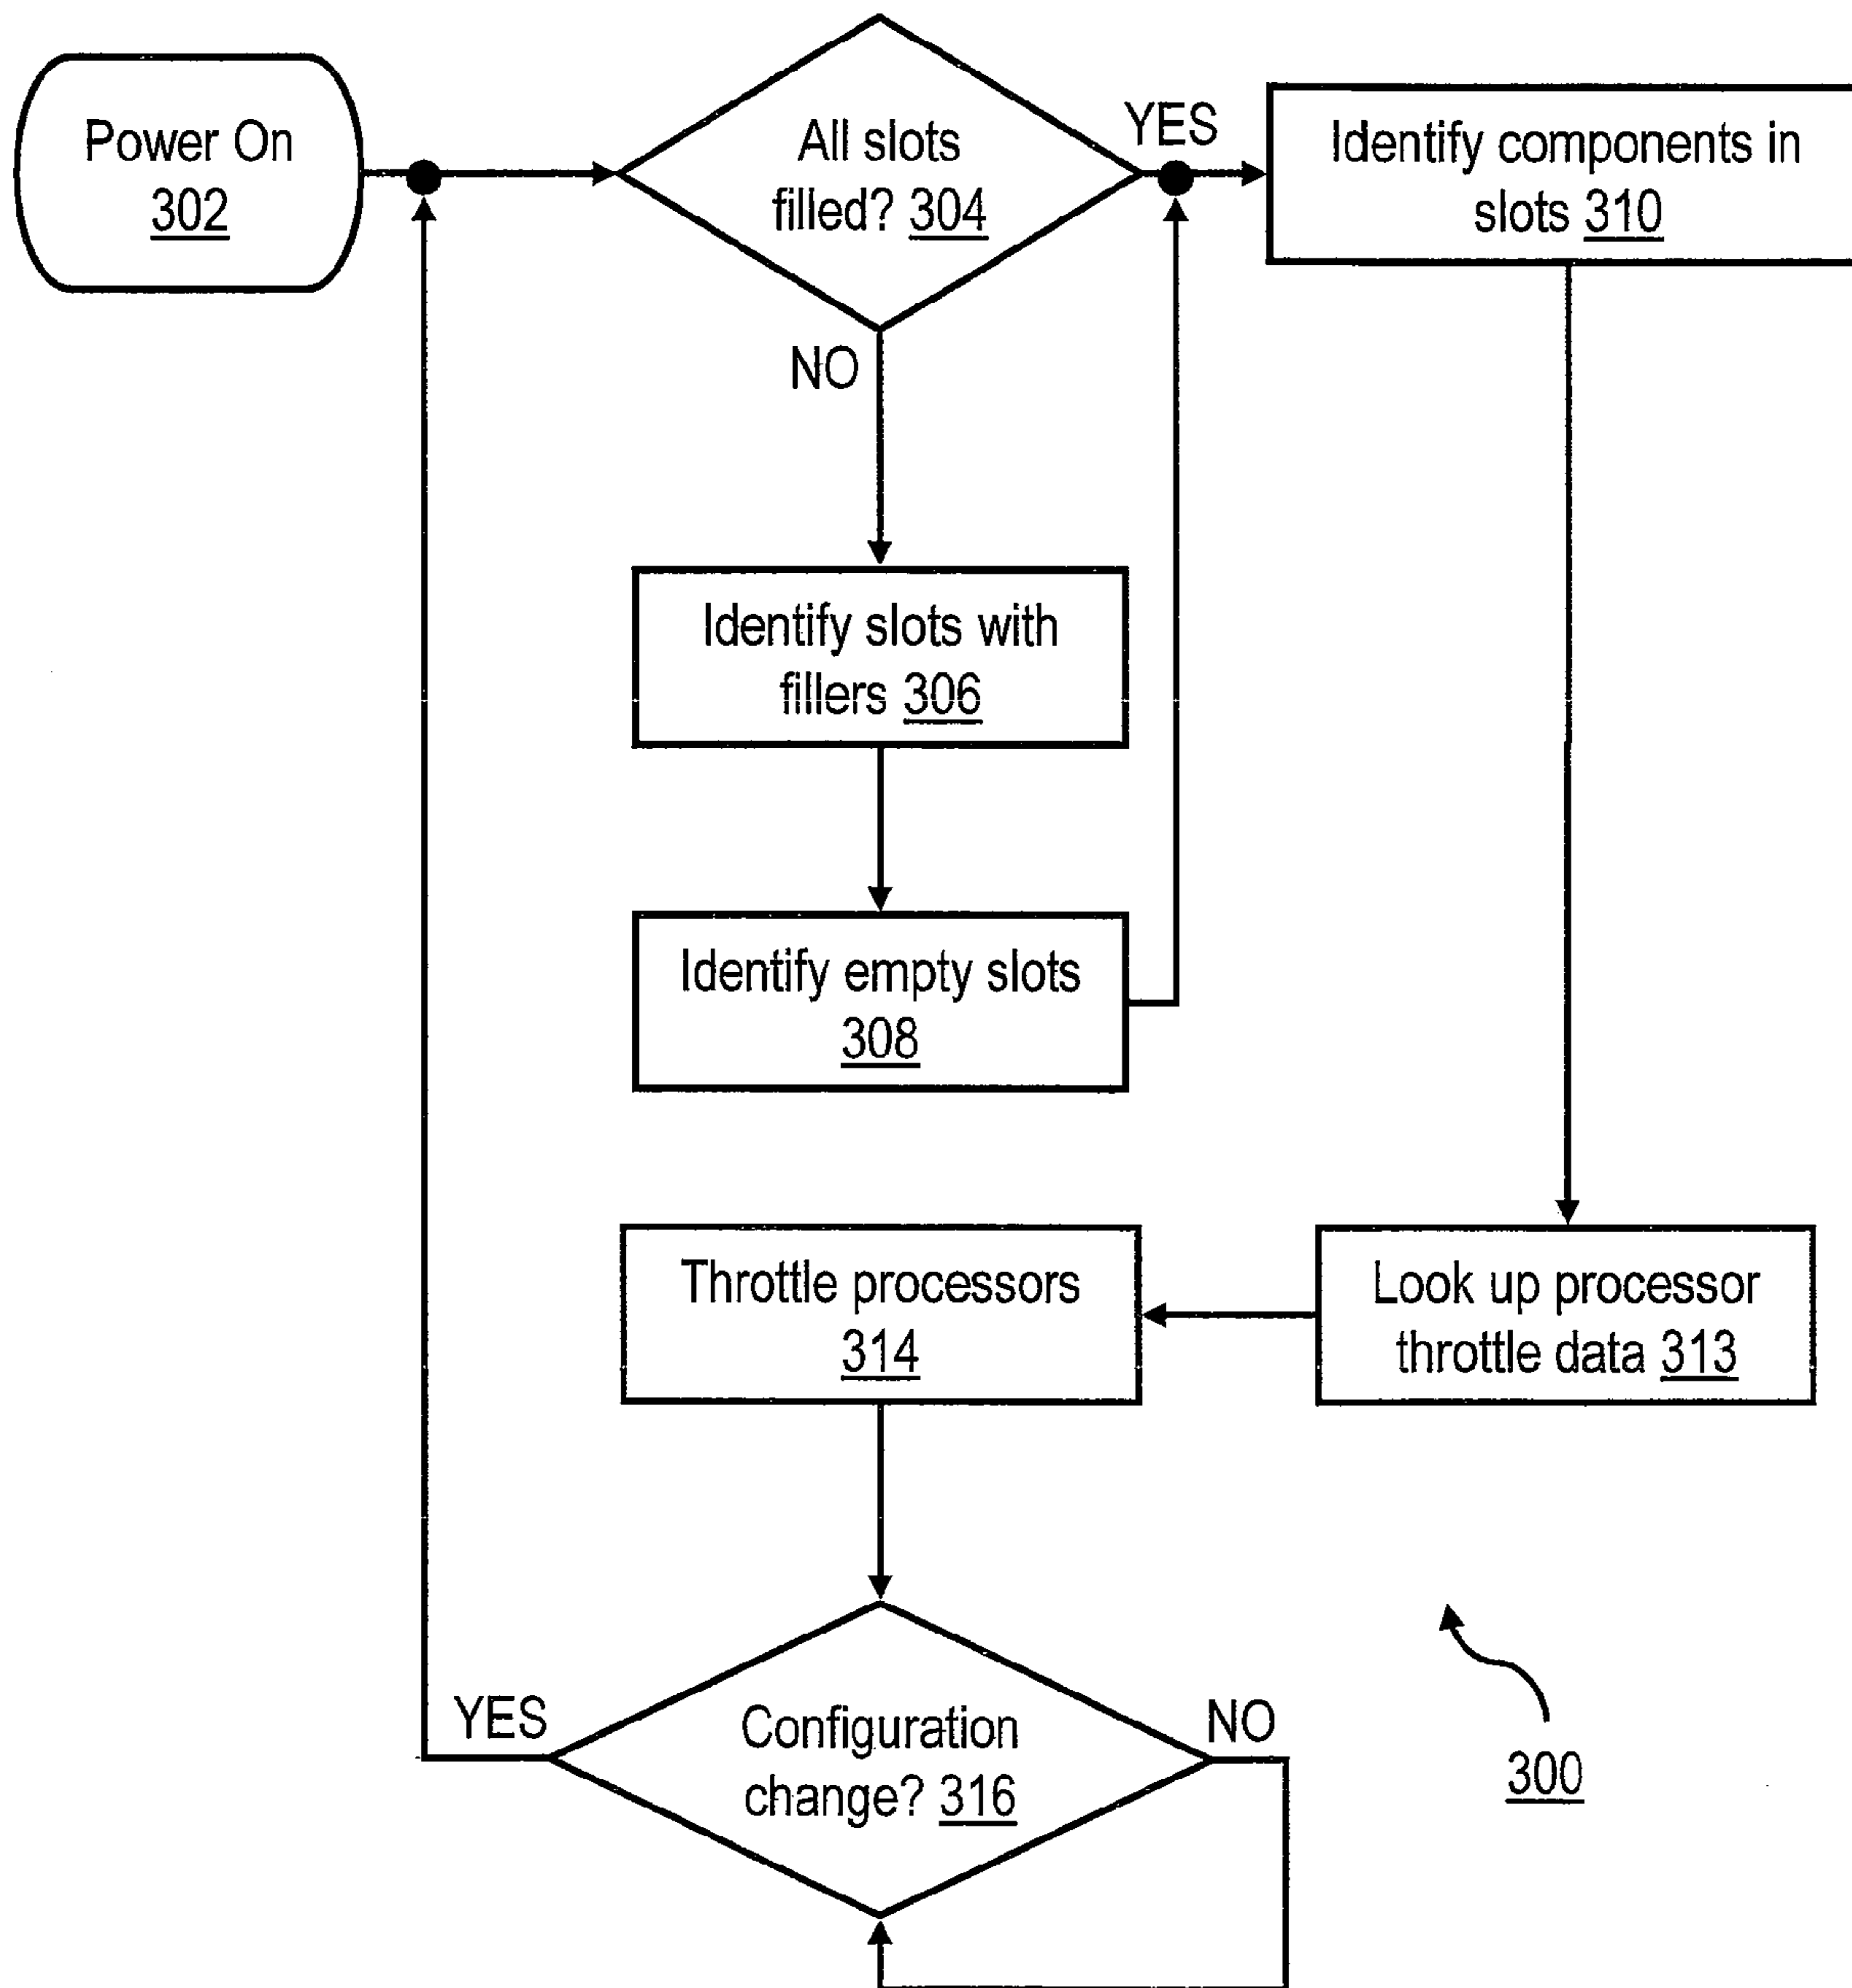 Power On
302
All slots
filled? 304
YES
Identify components in
slots 310
NO
Identify slots with
fillers 306
Identify empty slots
308
Throttle processors
314
Look up processor
throttle data 313
YES
Configuration
change? 316
NO
300